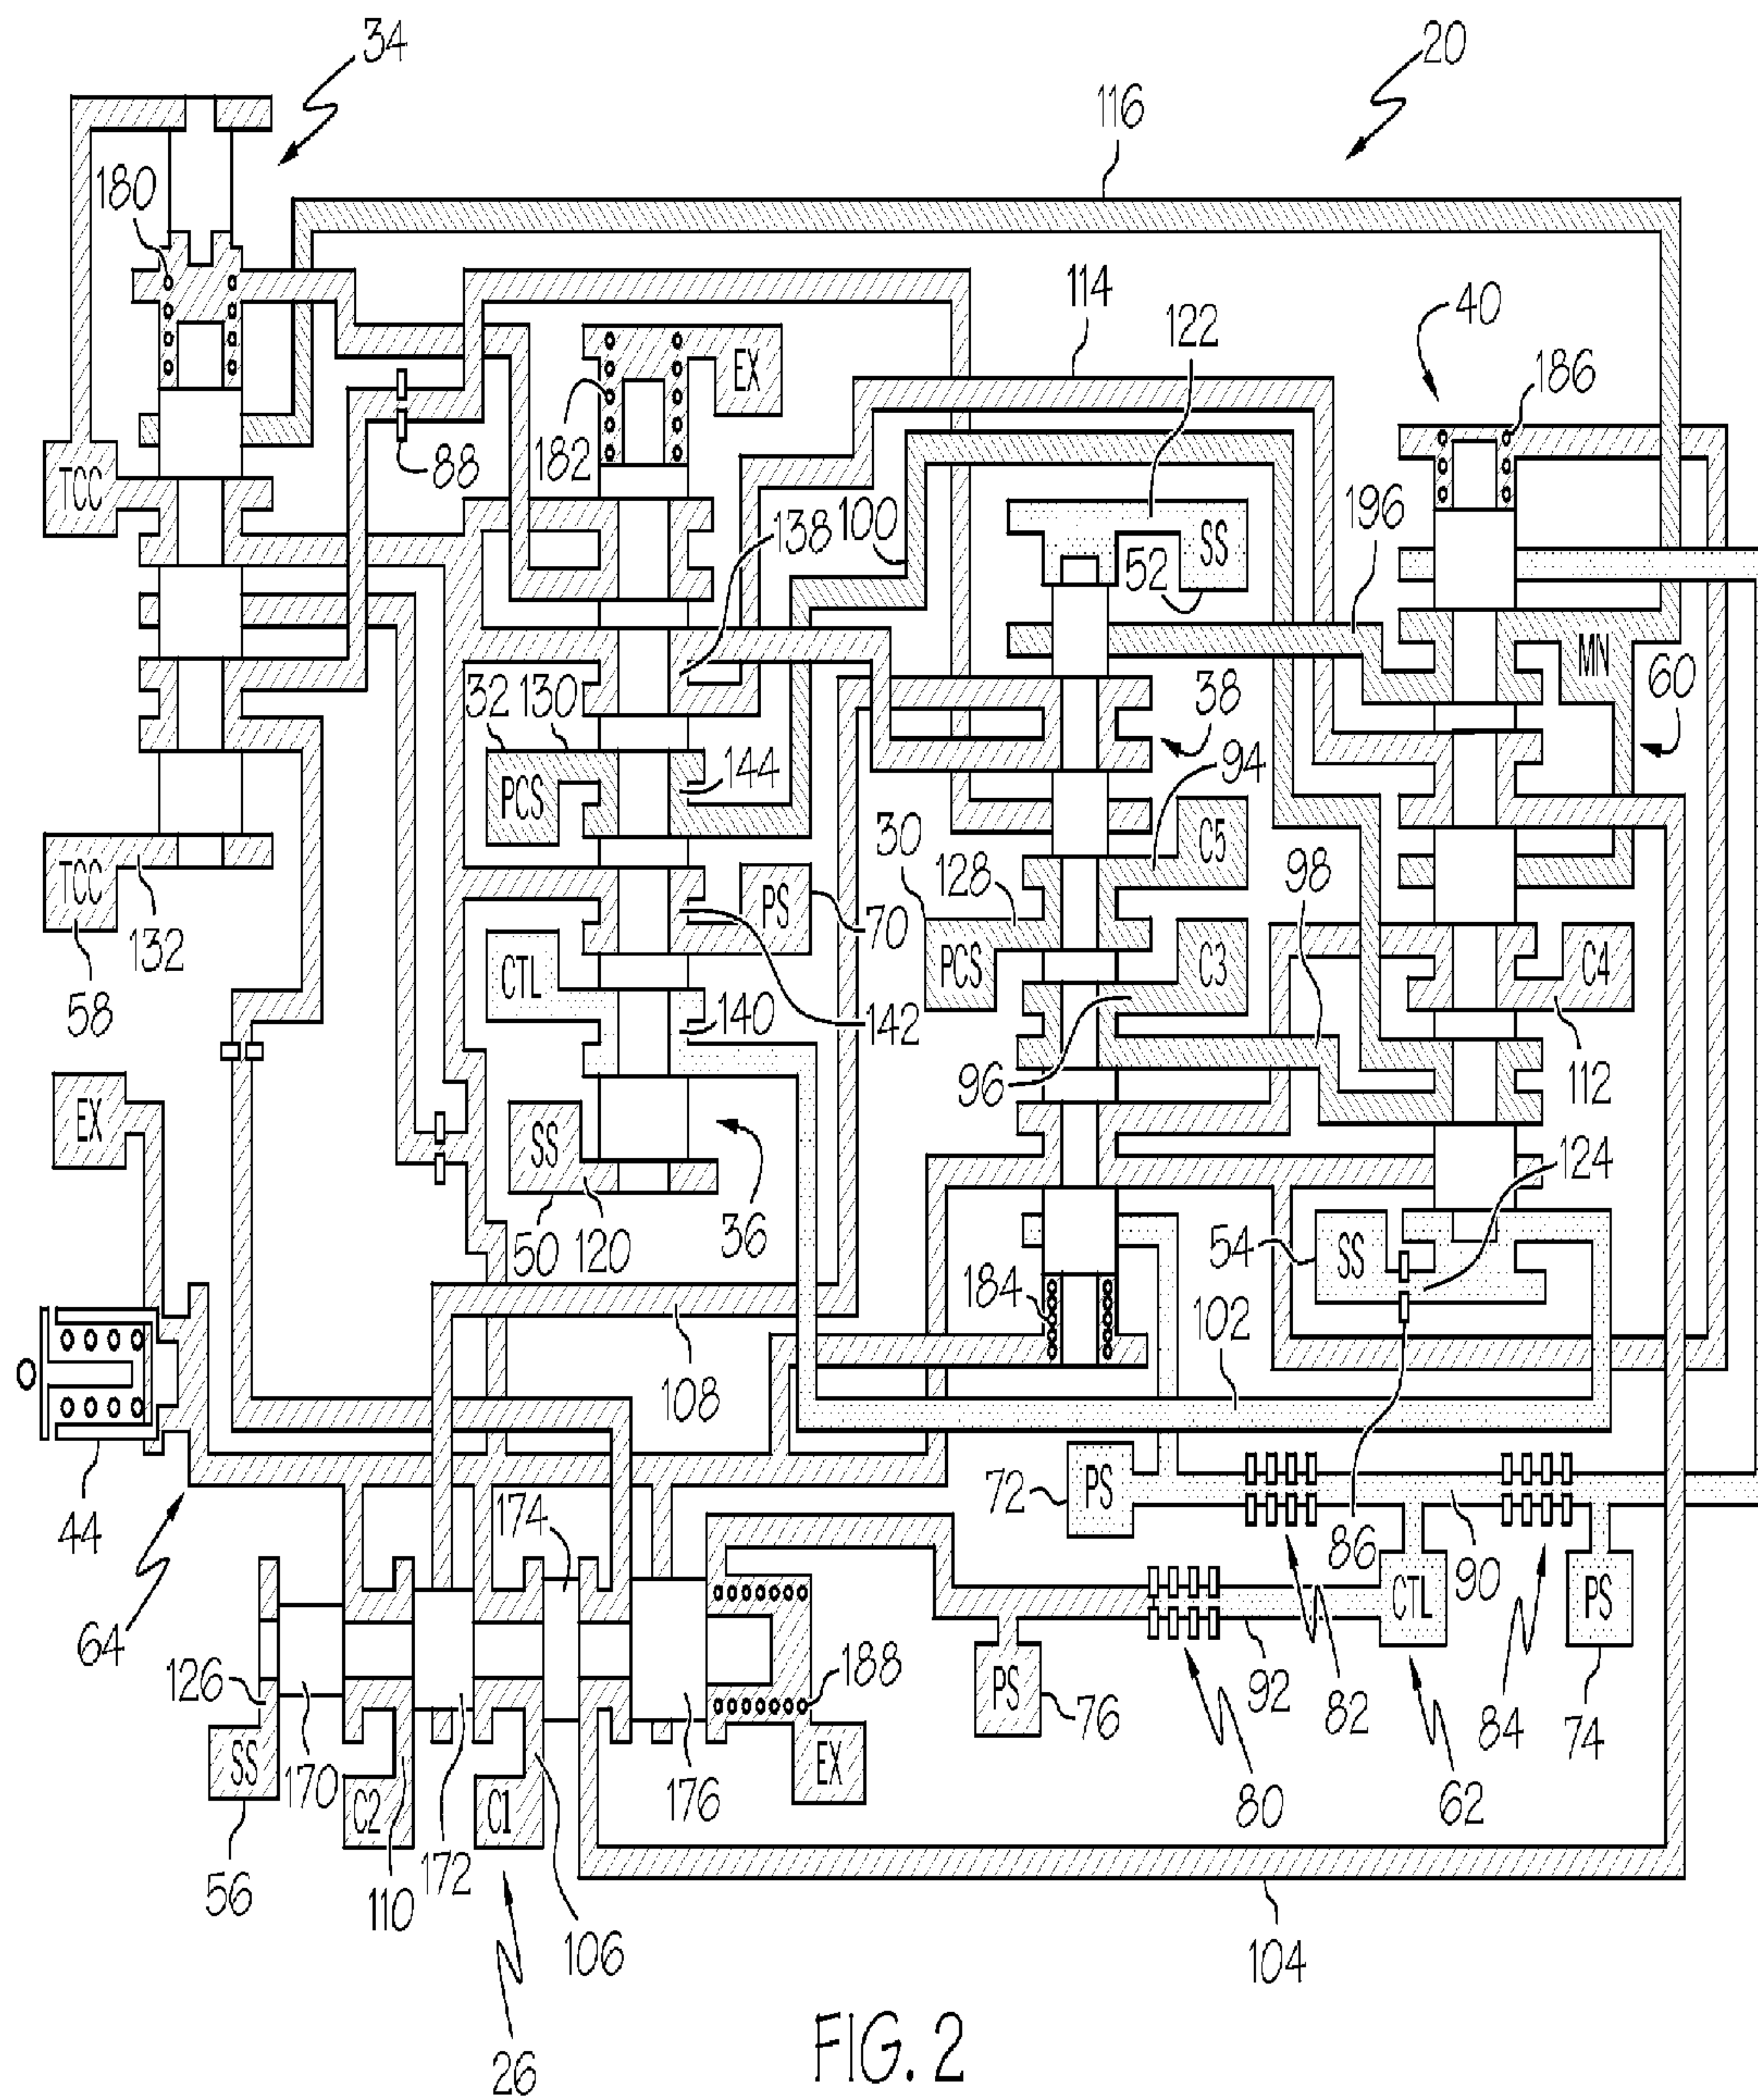 34
20
116
180
114
122
40
186
EX
182
TCC
88
100
138
52
SS
196
MN
60
32
130
38
94
PCS
144
C5
30
128
98
TCC
132
58
PS
70
CTL
142
140
PCS
C3
C4
96
112
EX
SS
50
120
36
124
54
SS
184
102
108
44
72
PS
86
90
174
64
CTL
PS
126
188
PS
76
92
82
84
74
SS
170
C2
C1
176
EX
80
62
56
110
172
106
104
26
FIG. 2